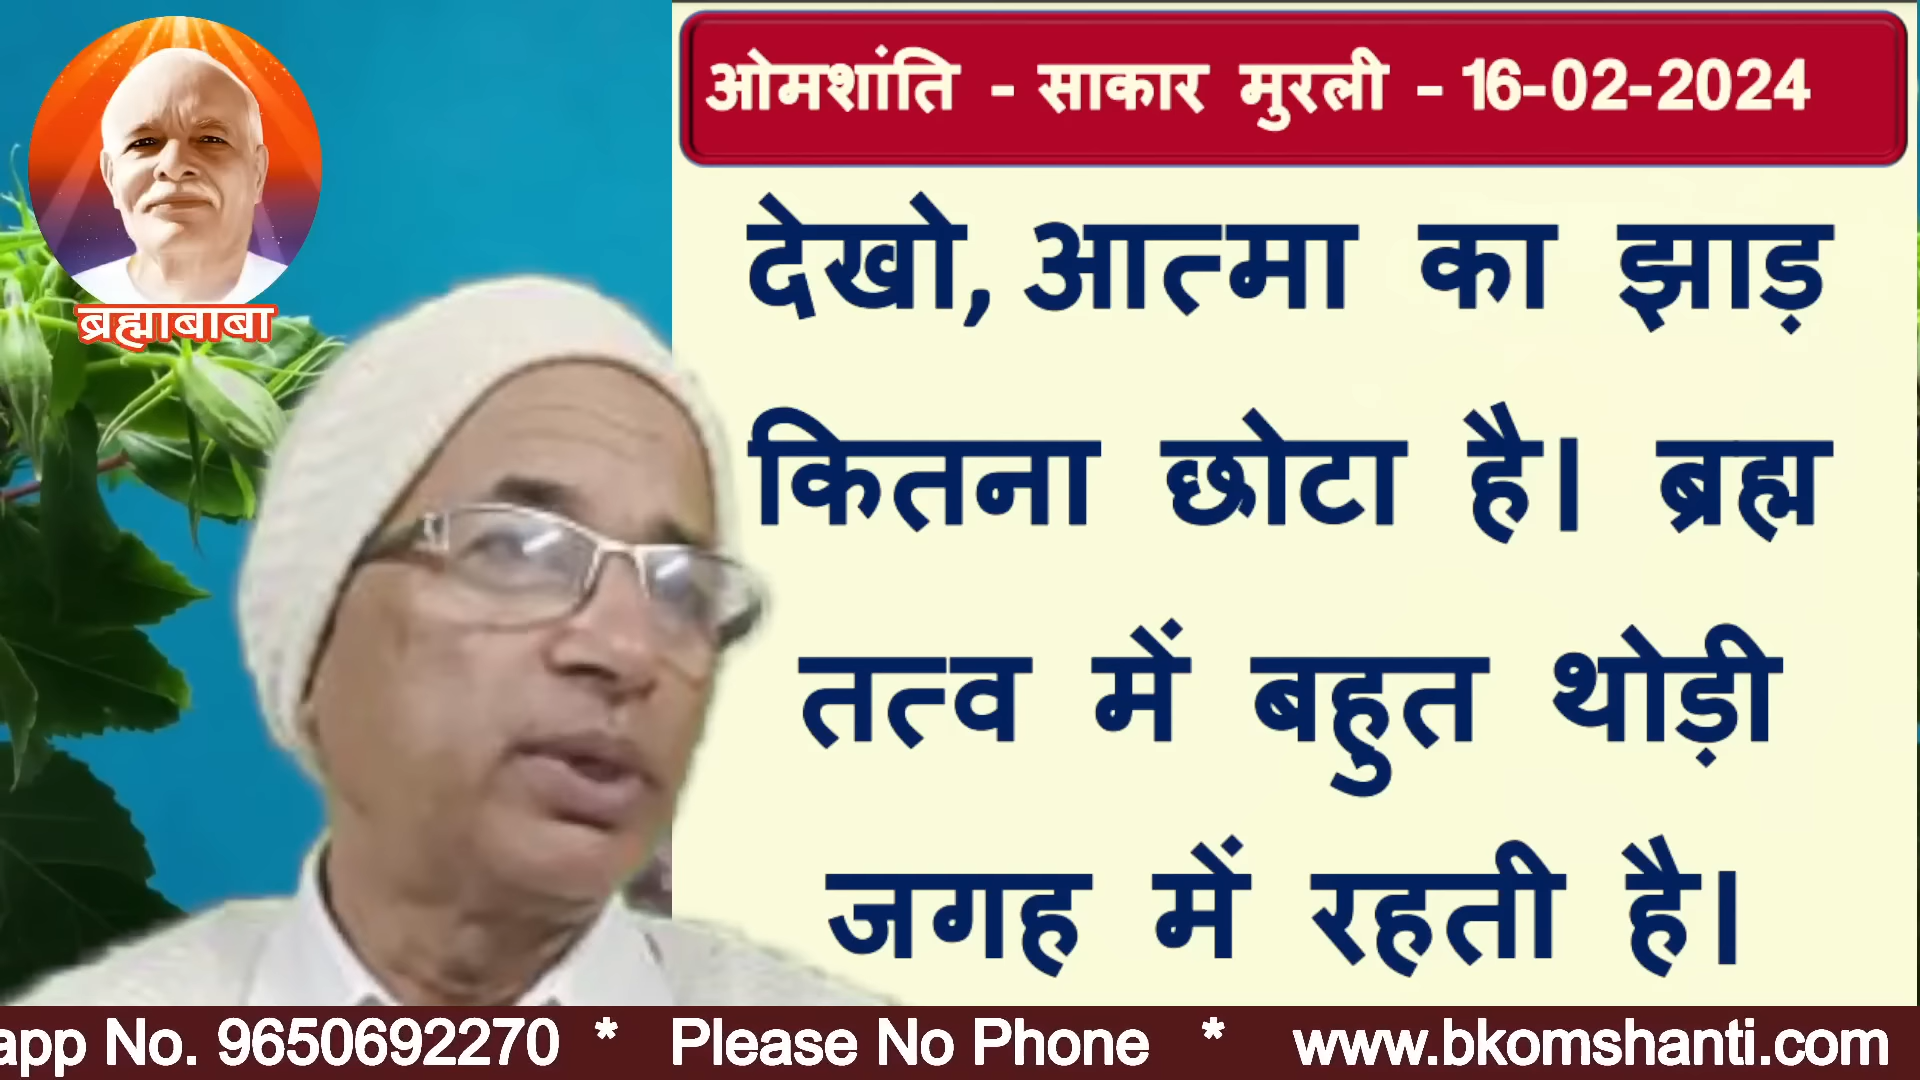 ओमशांति - साकार मुरली - 16-02-2024
ब्रह्माबाबा
देखो, आत्मा का झाड़
कितना छोटा है। ब्रह्म
तत्व में बहुत थोड़ी
जगह में रहती है।
app No. 9650692270 * Please No Phone * www.bkomshanti.com